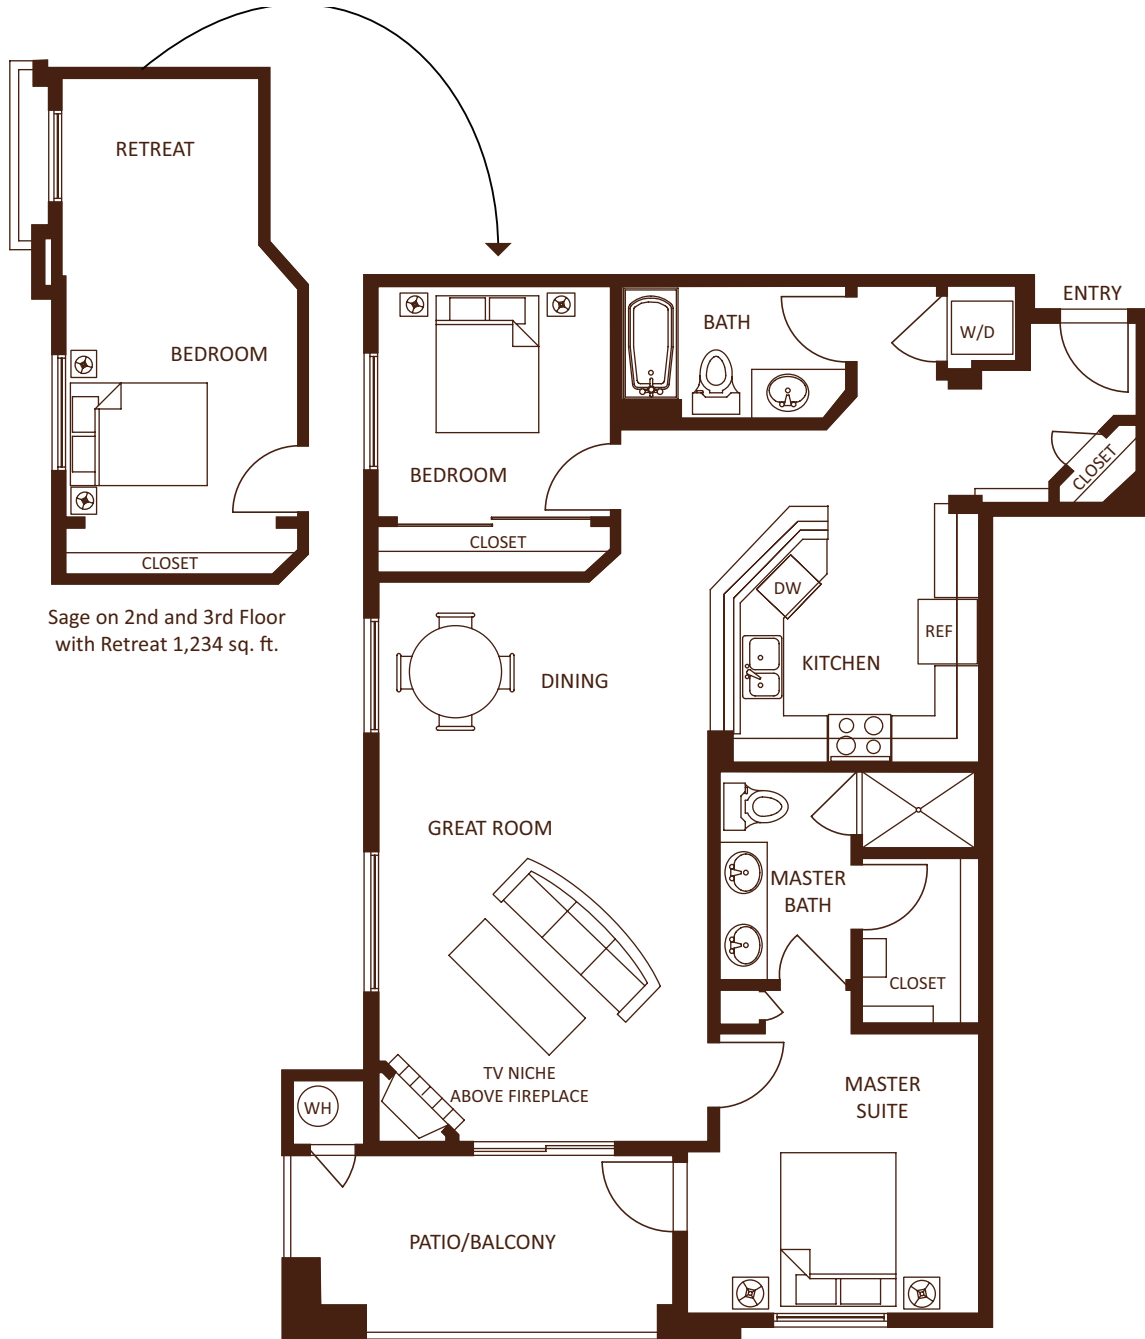 RETREAT
BEDROOM
CLOSET
Sage on 2nd and 3rd Floor
with Retreat 1,234 sq. ft.
ENTRY
BATH
W/D
BEDROOM
CLOSET
CLOSET
DW
REF
KITCHEN
DINING
GREAT ROOM
MASTER
BATH
CLOSET
TV NICHE
ABOVE FIREPLACE
MASTER
SUITE
WH
PATIO/BALCONY